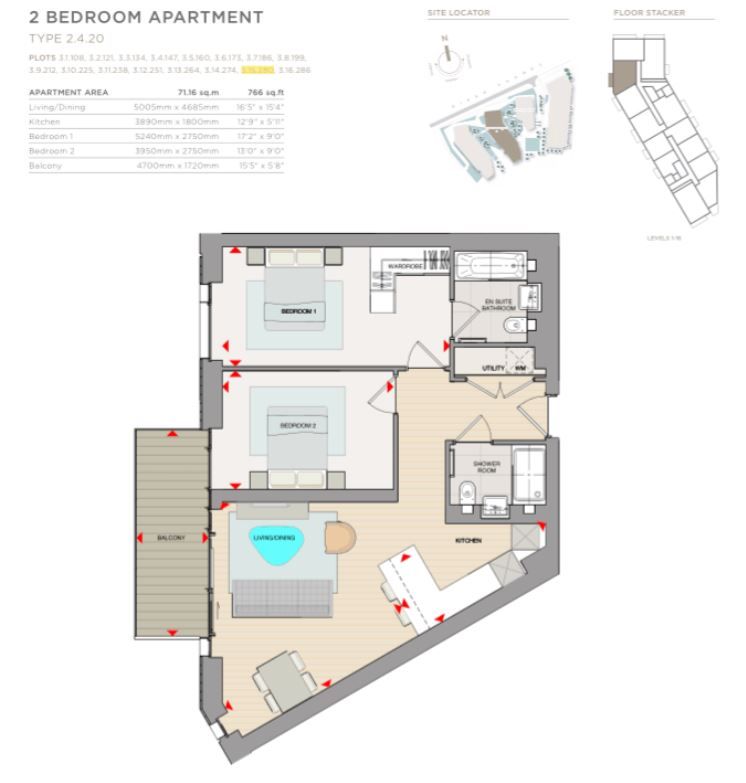 2 BEDROOM APARTMENT
TYPE 2.4.20
PLOTS 3.1.108, 3.2.121, 3.3.134, 3.4.147, 3.5.160, 3.6.173, 3.7.186, 3.8.199,
3.9.212, 3.10.225, 3.11.238, 3.12.251, 3.13.264, 3.14.274, 3.15.280, 3.16.286
APARTMENT AREA 71.16 sq.m 766 sq.ft
Living/Dining 5005mm x 4685mm 16'5" x 15'4"
Kitchen 3890mm x 1800mm 12'9" x 5'11"
Bedroom 1 5240mm x 2750mm 17'2" x 9'0"
Bedroom 2 3950mm x 2750mm 13'0" x 9'0"
Balcony 4700mm x 1720mm 15'5" x 5'8"
SITE LOCATOR
N
FLOOR STACKER
LEVELS 1-16
WARDROBE
BEDROOM 1
EN SUITE
BATHROOM
UTILITY WM
BEDROOM 2
SHOWER
ROOM
BALCONY
LIVING/DINING
KITCHEN